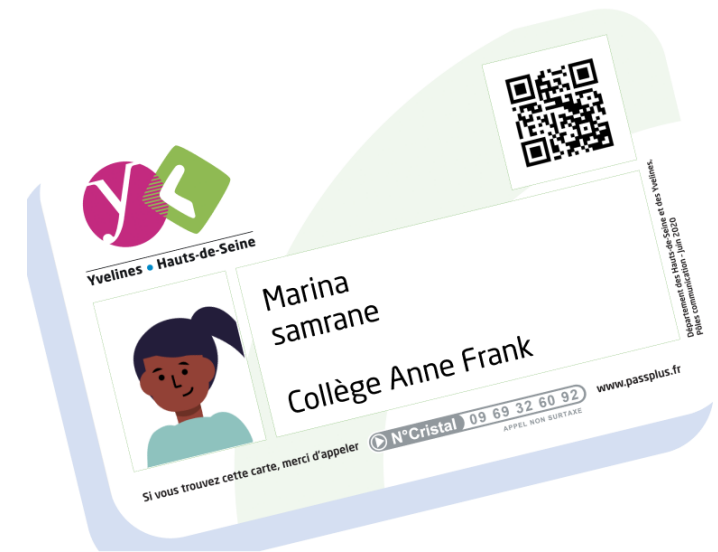 Yvelines • Hauts-de-Seine
Marina
samrane
Collège Anne Frank
Si vous trouvez cette carte, merci d'appeler
N°Cristal 09 69 32 60 92
APPEL NON SURTAXE
www.passplus.fr
Département des Hauts-de-Seine et des Yvelines.
Pôles communication - Juin 2020